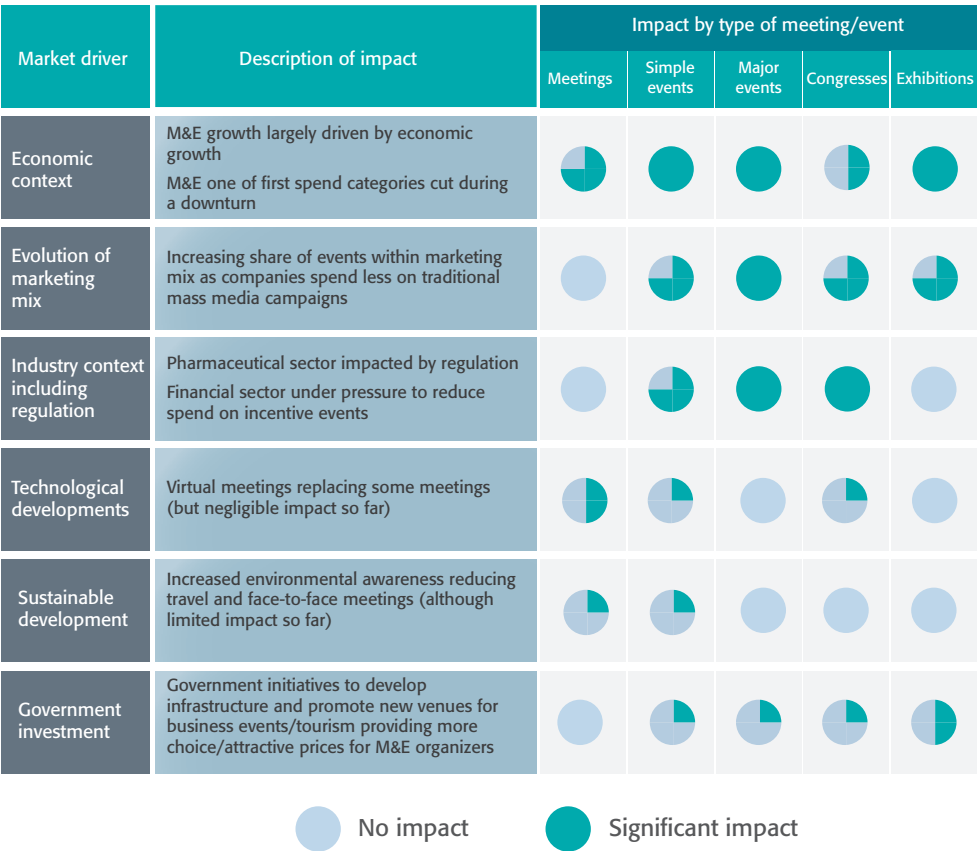 Market driver
Description of impact
Impact by type of meeting/event
Meetings
Simple
events
Major
events
Congresses
Exhibitions
Economic
context
M&E growth largely driven by economic
growth
M&E one of first spend categories cut during
a downturn
Evolution of
marketing
mix
Increasing share of events within marketing
mix as companies spend less on traditional
mass media campaigns
Industry context
including
regulation
Pharmaceutical sector impacted by regulation
Financial sector under pressure to reduce
spend on incentive events
Technological
developments
Virtual meetings replacing some meetings
(but negligible impact so far)
Sustainable
development
Increased environmental awareness reducing
travel and face-to-face meetings (although
limited impact so far)
Government
investment
Government initiatives to develop
infrastructure and promote new venues for
business events/tourism providing more
choice/attractive prices for M&E organizers
No impact
Significant impact